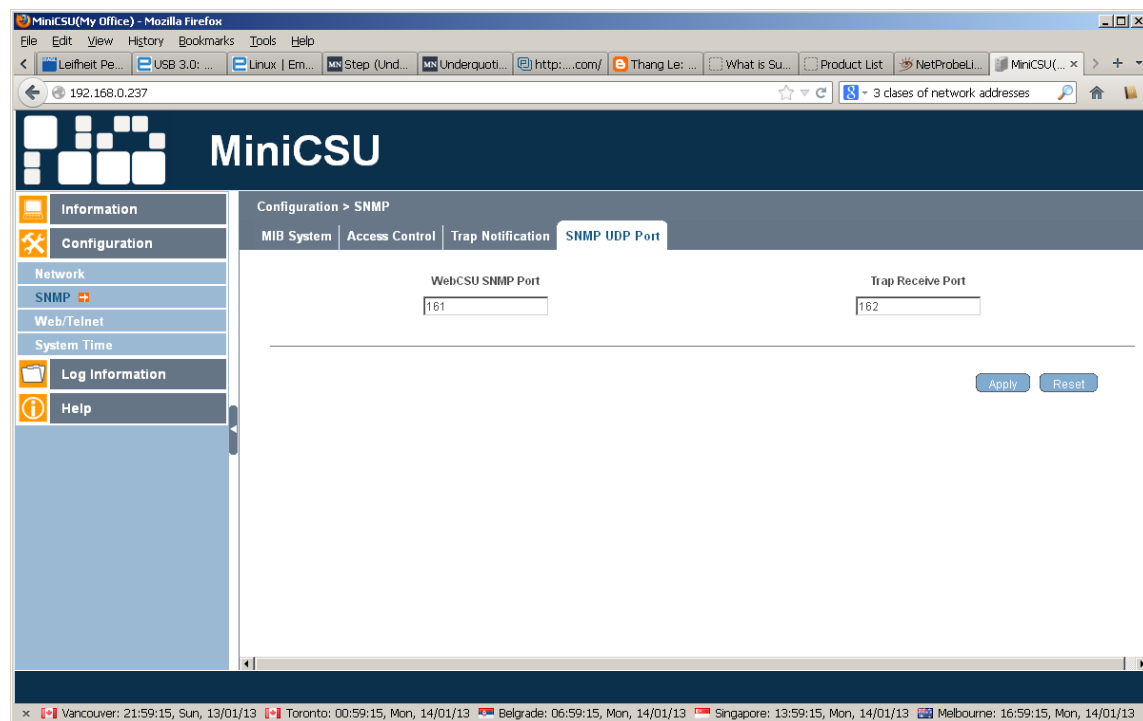 MiniCSU(My Office) - Mozilla Firefox
File Edit View History Bookmarks Tools Help
Leifheit Pe... USB 3.0: ... Linux | Em... MN Step (Und... MN Underquoti... http:....com/ Thang Le: ... What is Su... Product List NetProbeLi... MiniCSU(... ×
192.168.0.237 8 3 clases of network addresses
MiniCSU
Information
Configuration
Network
SNMP
Web/Telnet
System Time
Log Information
Help
Configuration > SNMP
MIB System | Access Control | Trap Notification SNMP UDP Port
WebCSU SNMP Port Trap Receive Port
161 162
Apply Reset
× Vancouver: 21:59:15, Sun, 13/01/13 Toronto: 00:59:15, Mon, 14/01/13 Belgrade: 06:59:15, Mon, 14/01/13 Singapore: 13:59:15, Mon, 14/01/13 Melbourne: 16:59:15, Mon, 14/01/13